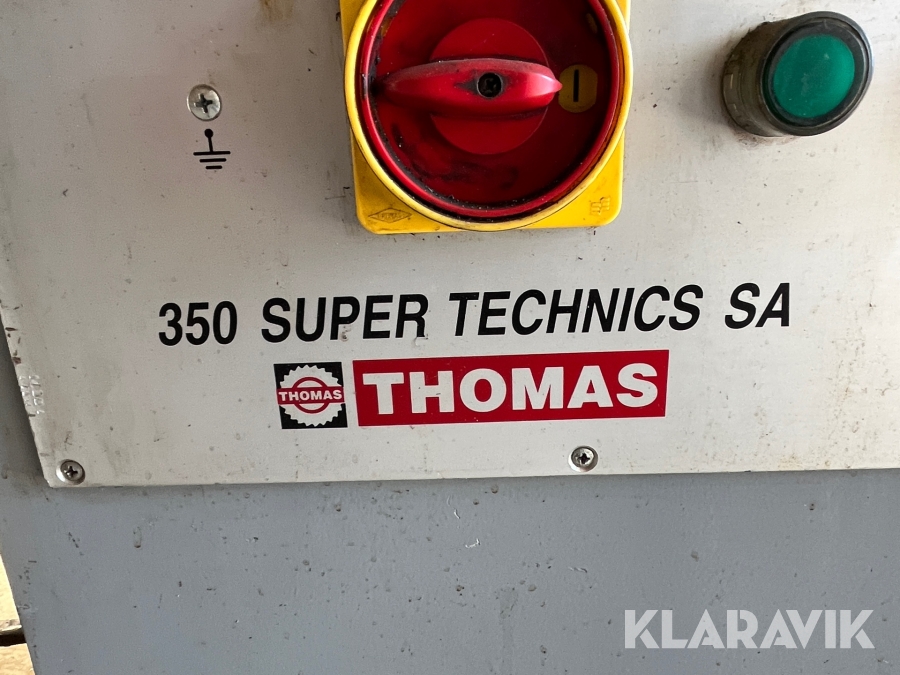 I
350 SUPER TECHNICS SA
THOMAS THOMAS
KLARAVIK